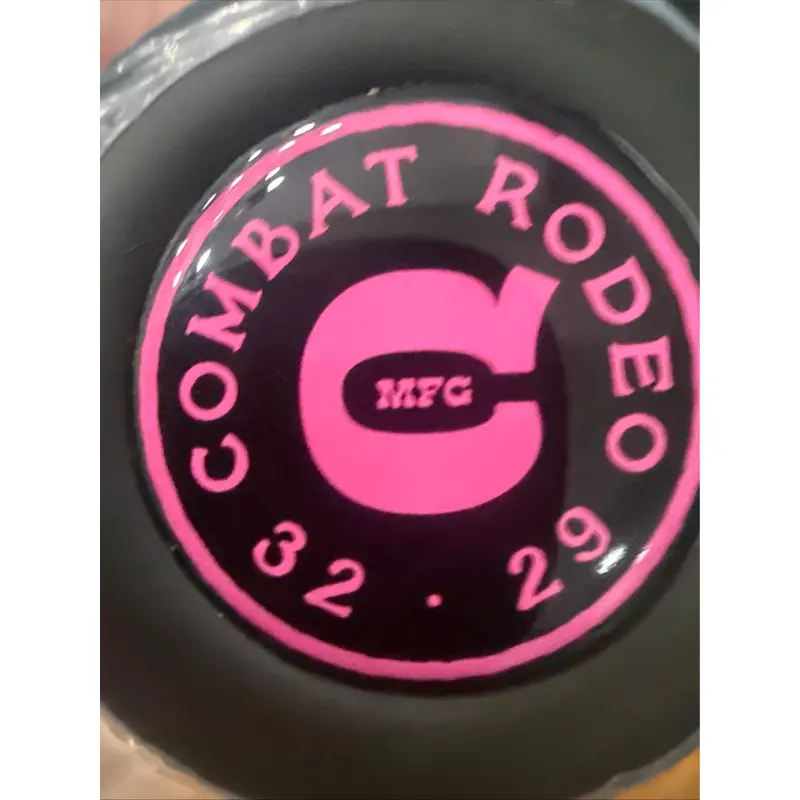 COMBAT RODEO
C
MFG
32 · 29